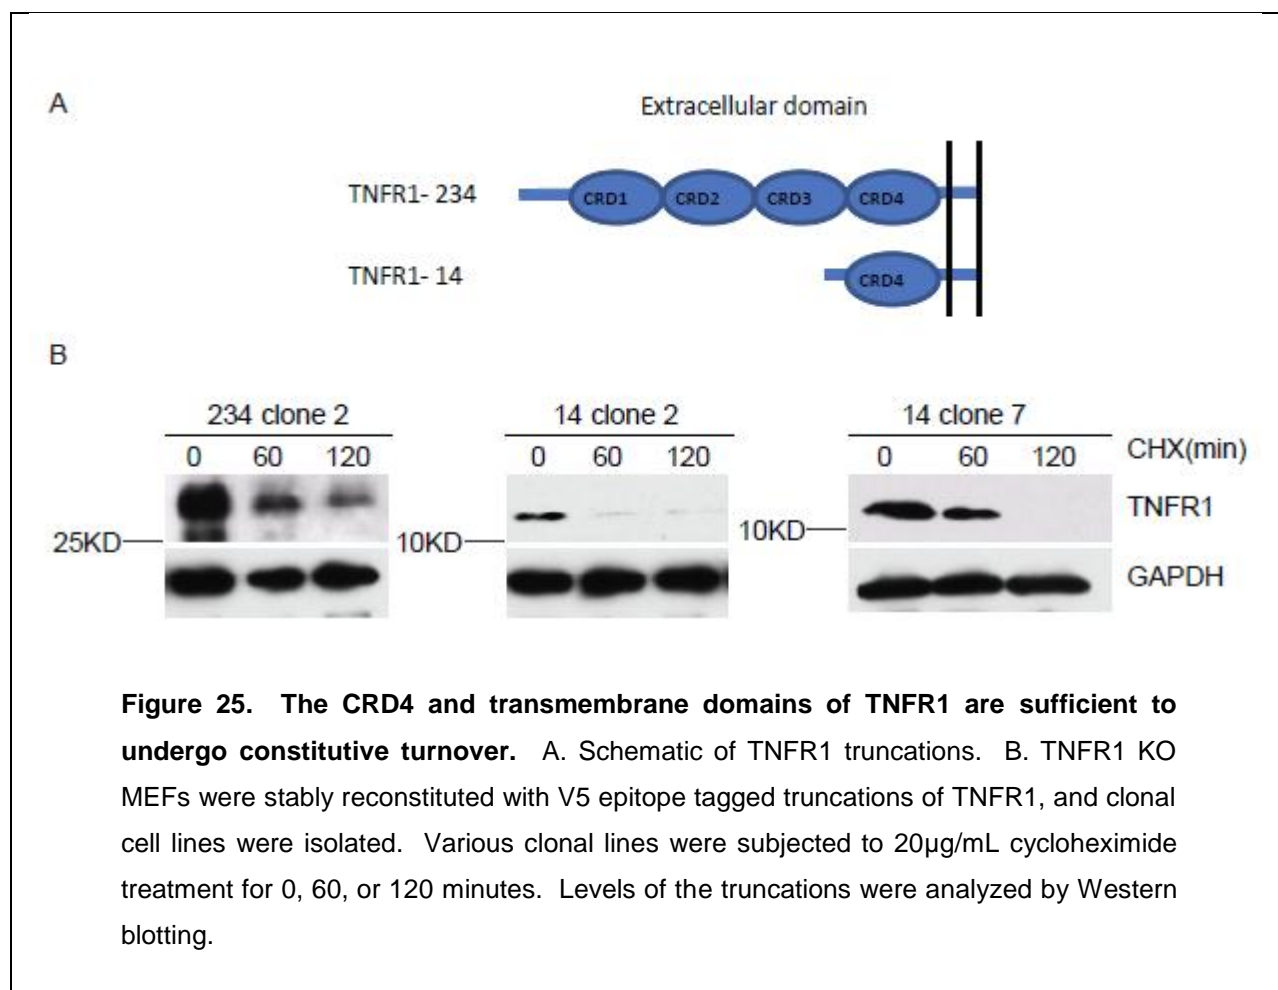 A
Extracellular domain
TNFR1- 234
CRD1 CRD2 CRD3 CRD4
TNFR1- 14
CRD4
B
234 clone 2 14 clone 2 14 clone 7
0 60 120 0 60 120 0 60 120 CHX(min)
TNFR1
25KD 10KD 10KD
GAPDH
Figure 25. The CRD4 and transmembrane domains of TNFR1 are sufficient to
undergo constitutive turnover. A. Schematic of TNFR1 truncations. B. TNFR1 KO
MEFs were stably reconstituted with V5 epitope tagged truncations of TNFR1, and clonal
cell lines were isolated. Various clonal lines were subjected to 20µg/mL cycloheximide
treatment for 0, 60, or 120 minutes. Levels of the truncations were analyzed by Western
blotting.